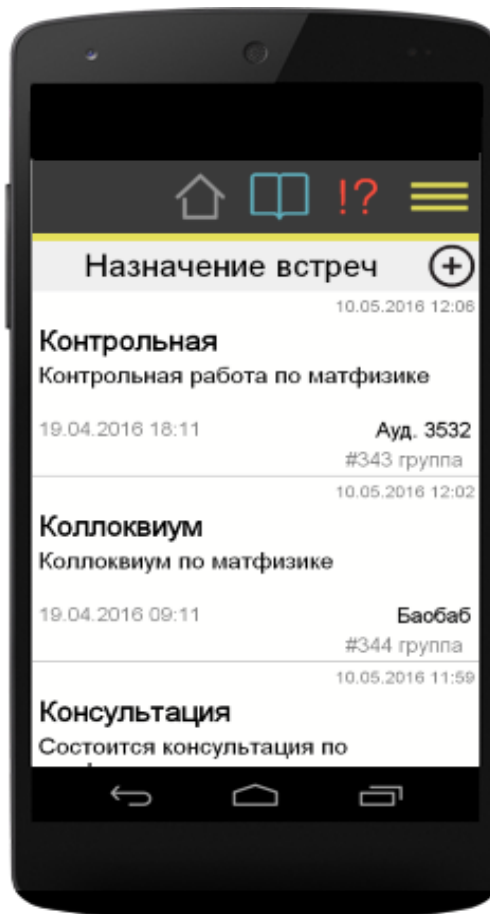 !?
Назначение встреч
10.05.2016 12:06
Контрольная
Контрольная работа по матфизике
19.04.2016 18:11 Ауд. 3532
#343 группа
10.05.2016 12:02
Коллоквиум
Коллоквиум по матфизике
19.04.2016 09:11 Баобаб
#344 группа
10.05.2016 11:59
Консультация
Состоится консультация по